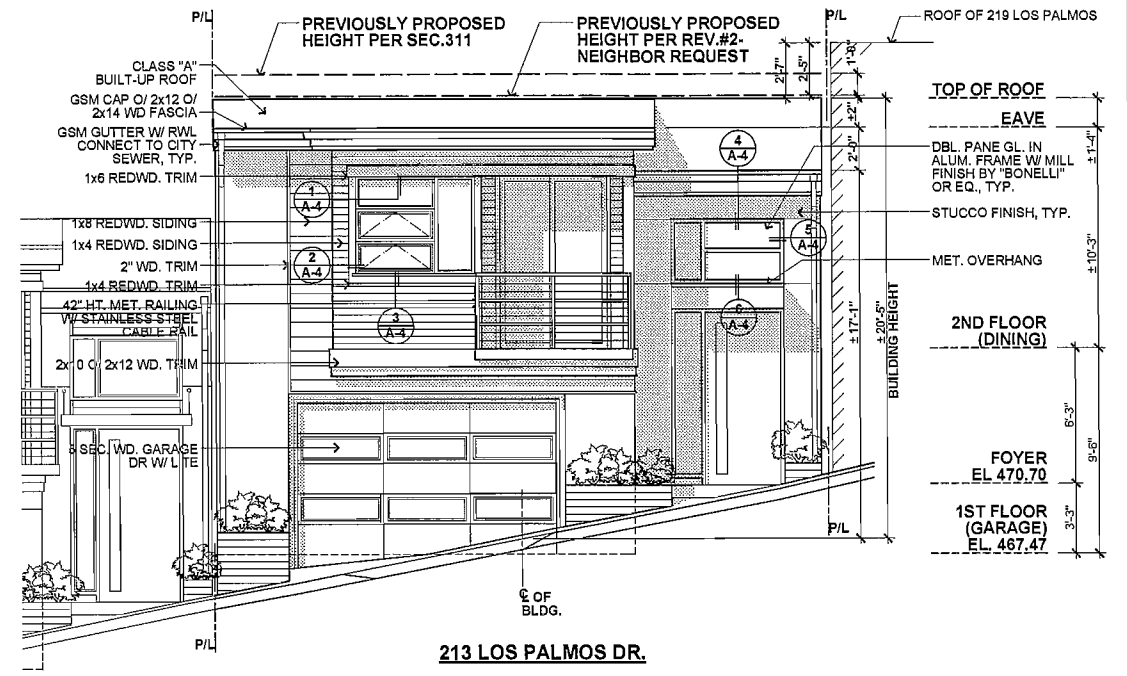 P/L
PREVIOUSLY PROPOSED
HEIGHT PER SEC.311
PREVIOUSLY PROPOSED
HEIGHT PER REV.#2-
NEIGHBOR REQUEST
P/L
ROOF OF 219 LOS PALMOS
CLASS "A"
BUILT-UP ROOF
GSM CAP O/ 2x12 O/
2x14 WD FASCIA
GSM GUTTER W/ RWL
CONNECT TO CITY
SEWER, TYP.
1x6 REDWD. TRIM
1x8 REDWD. SIDING
1x4 REDWD. SIDING
2" WD. TRIM
1x4 REDWD. TRIM
42" HT. MET. RAILING
W/ STAINLESS STEEL
CABLE RAIL
2x10 O/ 2x12 WD. TRIM
SEC. WD. GARAGE
DR W/ LITE
1
A-4
2
A-4
3
A-4
4
A-4
5
A-4
6
A-4
2'-7"
2'-5"
1'-6"
±2"
2'-0"
±17'-1"
±20'-5"
BUILDING HEIGHT
TOP OF ROOF
EAVE
DBL. PANE GL. IN
ALUM. FRAME W/ MILL
FINISH BY "BONELLI"
OR EQ., TYP.
STUCCO FINISH, TYP.
MET. OVERHANG
2ND FLOOR
(DINING)
FOYER
EL 470.70
1ST FLOOR
(GARAGE)
EL. 467.47
±1'-4"
±10'-3"
6'-3"
9'-6"
3'-3"
P/L
P/L
℄ OF
BLDG.
213 LOS PALMOS DR.